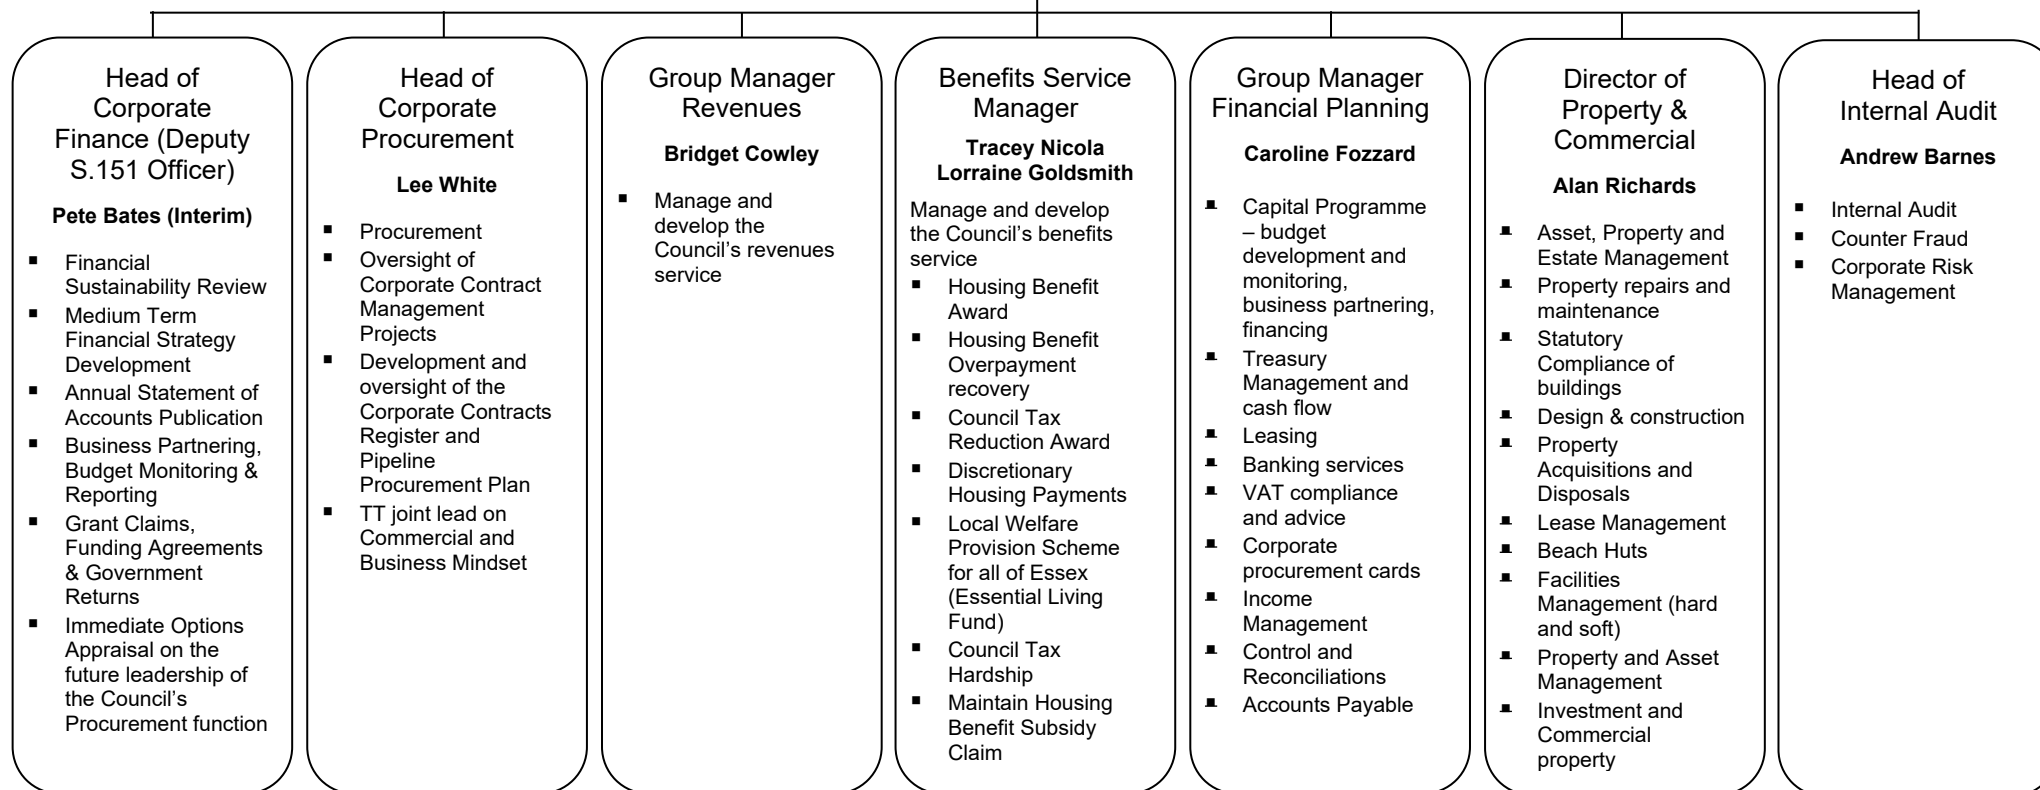 Head of
Corporate
Finance (Deputy
S.151 Officer)
Pete Bates (Interim)
▪ Financial
Sustainability Review
▪ Medium Term
Financial Strategy
Development
▪ Annual Statement of
Accounts Publication
▪ Business Partnering,
Budget Monitoring &
Reporting
▪ Grant Claims,
Funding Agreements
& Government
Returns
▪ Immediate Options
Appraisal on the
future leadership of
the Council’s
Procurement function
Head of
Corporate
Procurement
Lee White
▪ Procurement
▪ Oversight of
Corporate Contract
Management
Projects
▪ Development and
oversight of the
Corporate Contracts
Register and
Pipeline
Procurement Plan
▪ TT joint lead on
Commercial and
Business Mindset
Group Manager
Revenues
Bridget Cowley
▪ Manage and
develop the
Council’s revenues
service
Benefits Service
Manager
Tracey Nicola
Lorraine Goldsmith
Manage and develop
the Council’s benefits
service
▪ Housing Benefit
Award
▪ Housing Benefit
Overpayment
recovery
▪ Council Tax
Reduction Award
▪ Discretionary
Housing Payments
▪ Local Welfare
Provision Scheme
for all of Essex
(Essential Living
Fund)
▪ Council Tax
Hardship
▪ Maintain Housing
Benefit Subsidy
Claim
Group Manager
Financial Planning
Caroline Fozzard
▪ Capital Programme
– budget
development and
monitoring,
business partnering,
financing
▪ Treasury
Management and
cash flow
▪ Leasing
▪ Banking services
▪ VAT compliance
and advice
▪ Corporate
procurement cards
▪ Income
Management
▪ Control and
Reconciliations
▪ Accounts Payable
Director of
Property &
Commercial
Alan Richards
▪ Asset, Property and
Estate Management
▪ Property repairs and
maintenance
▪ Statutory
Compliance of
buildings
▪ Design & construction
▪ Property
Acquisitions and
Disposals
▪ Lease Management
▪ Beach Huts
▪ Facilities
Management (hard
and soft)
▪ Property and Asset
Management
▪ Investment and
Commercial
property
Head of
Internal Audit
Andrew Barnes
▪ Internal Audit
▪ Counter Fraud
▪ Corporate Risk
Management